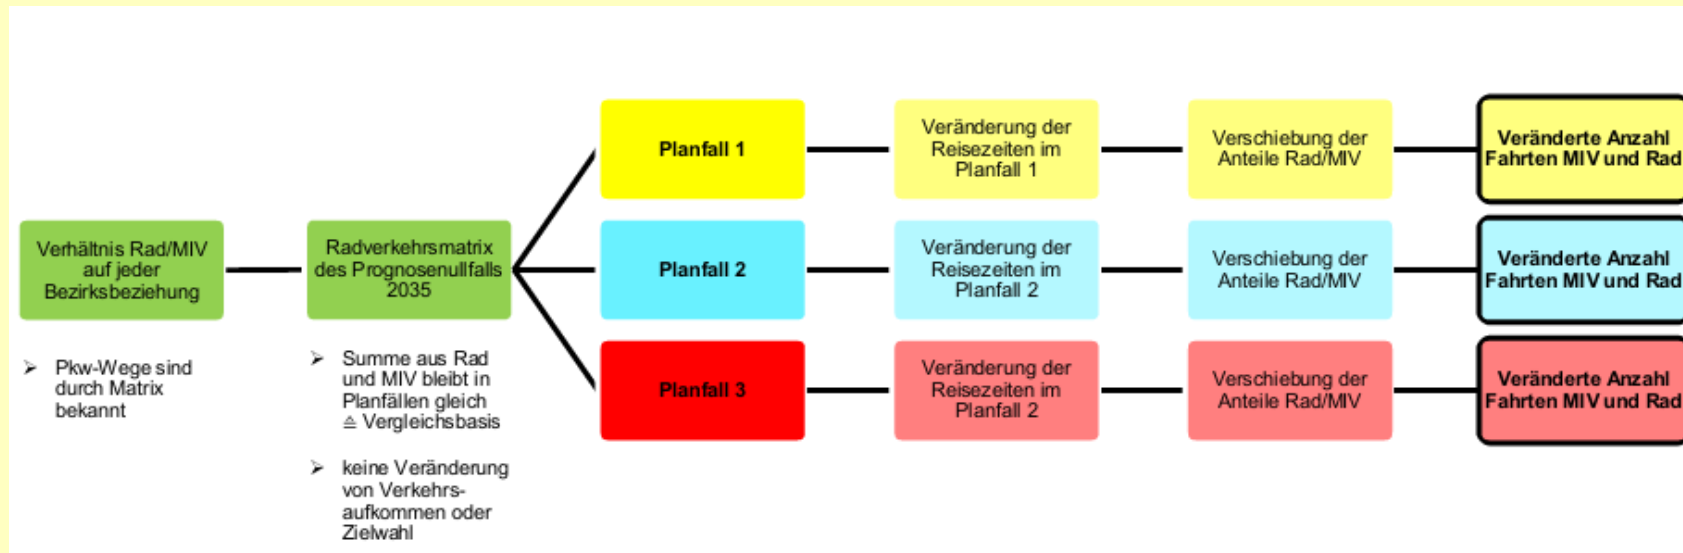 Verhältnis Rad/MIV
auf jeder
Bezirksbeziehung
➢ Pkw-Wege sind
durch Matrix
bekannt
Radverkehrsmatrix
des Prognosenullfalls
2035
➢ Summe aus Rad
und MIV bleibt in
Planfällen gleich
≙ Vergleichsbasis
➢ keine Veränderung
von Verkehrs-
aufkommen oder
Zielwahl
Planfall 1
Veränderung der
Reisezeiten im
Planfall 1
Verschiebung der
Anteile Rad/MIV
Veränderte Anzahl
Fahrten MIV und Rad
Planfall 2
Veränderung der
Reisezeiten im
Planfall 2
Verschiebung der
Anteile Rad/MIV
Veränderte Anzahl
Fahrten MIV und Rad
Planfall 3
Veränderung der
Reisezeiten im
Planfall 2
Verschiebung der
Anteile Rad/MIV
Veränderte Anzahl
Fahrten MIV und Rad